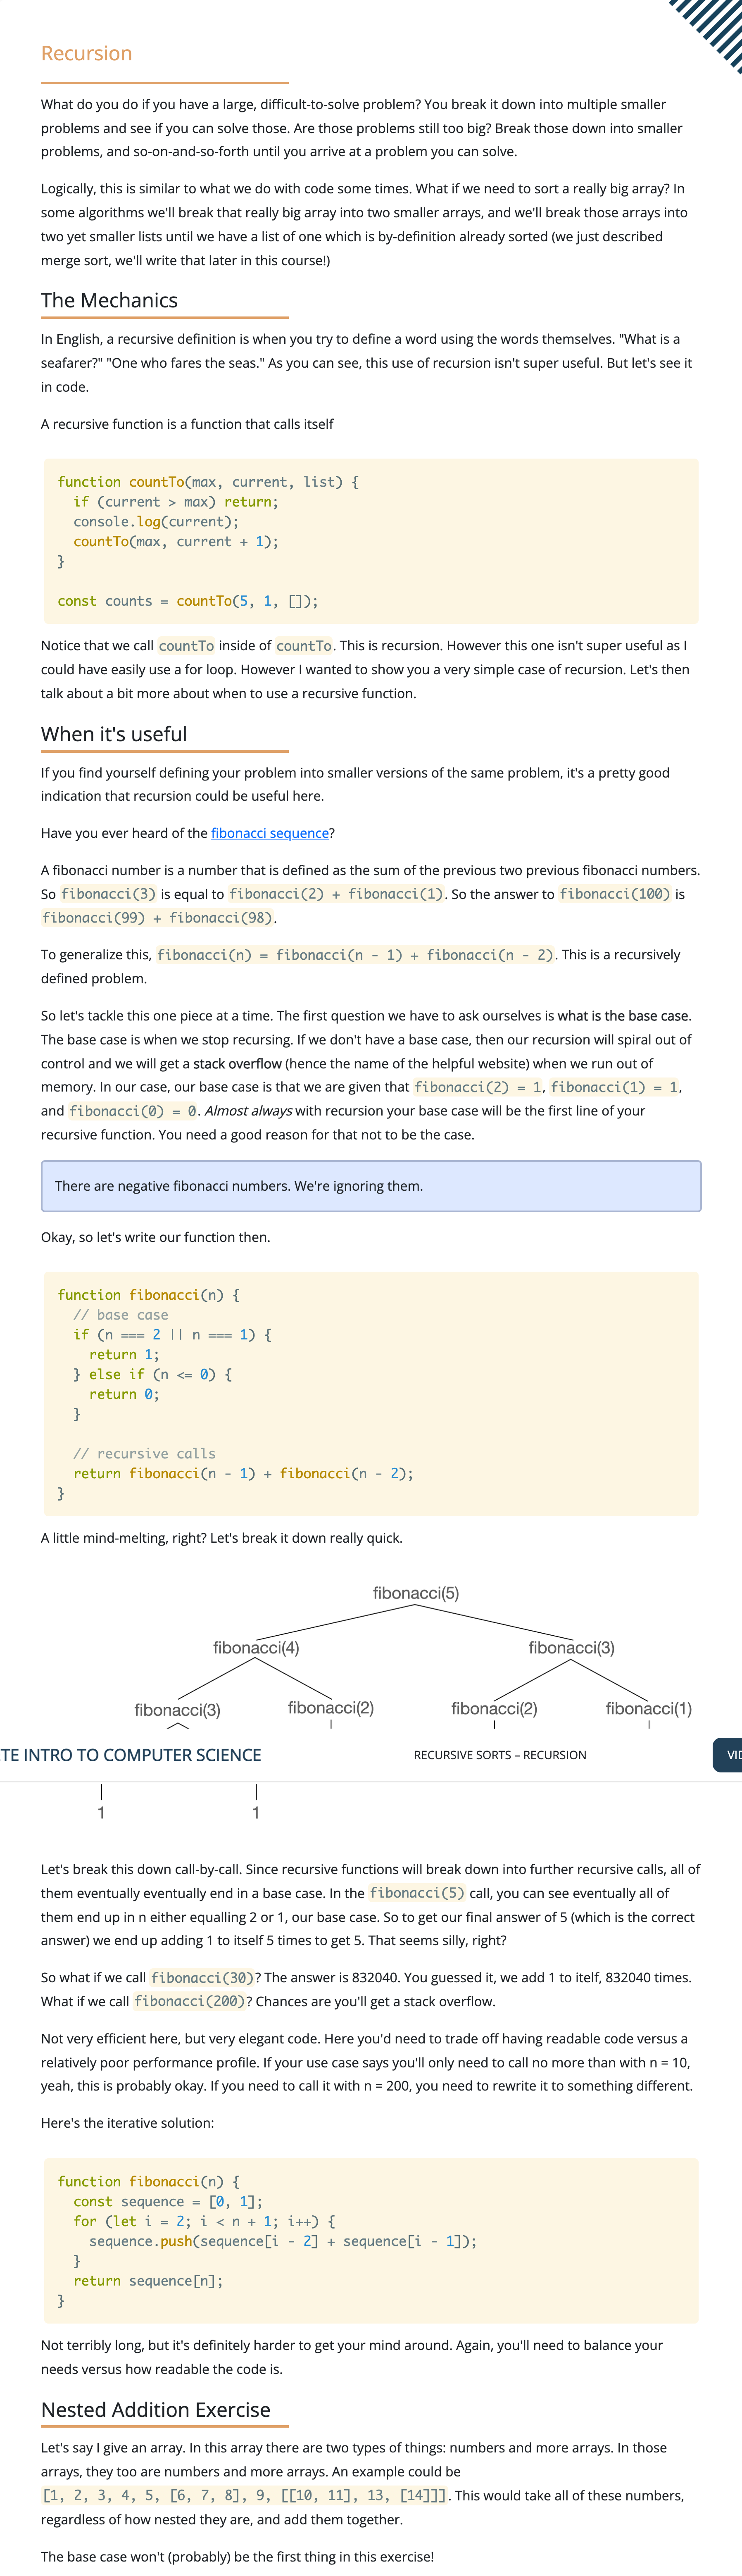 Recursion
What do you do if you have a large, difficult-to-solve problem? You break it down into multiple smaller
problems and see if you can solve those. Are those problems still too big? Break those down into smaller
problems, and so-on-and-so-forth until you arrive at a problem you can solve.
Logically, this is similar to what we do with code some times. What if we need to sort a really big array? In
some algorithms we'll break that really big array into two smaller arrays, and we'll break those arrays into
two yet smaller lists until we have a list of one which is by-definition already sorted (we just described
merge sort, we'll write that later in this course!)
The Mechanics
In English, a recursive definition is when you try to define a word using the words themselves. "What is a
seafarer?" "One who fares the seas." As you can see, this use of recursion isn't super useful. But let's see it
in code.
A recursive function is a function that calls itself
function countTo(max, current, list) {
  if (current > max) return;
  console.log(current);
  countTo(max, current + 1);
}
const counts = countTo(5, 1, []);
Notice that we call countTo inside of countTo. This is recursion. However this one isn't super useful as I
could have easily use a for loop. However I wanted to show you a very simple case of recursion. Let's then
talk about a bit more about when to use a recursive function.
When it's useful
If you find yourself defining your problem into smaller versions of the same problem, it's a pretty good
indication that recursion could be useful here.
Have you ever heard of the fibonacci sequence?
A fibonacci number is a number that is defined as the sum of the previous two previous fibonacci numbers.
So fibonacci(3) is equal to fibonacci(2) + fibonacci(1). So the answer to fibonacci(100) is
fibonacci(99) + fibonacci(98).
To generalize this, fibonacci(n) = fibonacci(n - 1) + fibonacci(n - 2). This is a recursively
defined problem.
So let's tackle this one piece at a time. The first question we have to ask ourselves is what is the base case.
The base case is when we stop recursing. If we don't have a base case, then our recursion will spiral out of
control and we will get a stack overflow (hence the name of the helpful website) when we run out of
memory. In our case, our base case is that we are given that fibonacci(2) = 1, fibonacci(1) = 1,
and fibonacci(0) = 0. Almost always with recursion your base case will be the first line of your
recursive function. You need a good reason for that not to be the case.
There are negative fibonacci numbers. We're ignoring them.
Okay, so let's write our function then.
function fibonacci(n) {
  // base case
  if (n === 2 || n === 1) {
    return 1;
  } else if (n <= 0) {
    return 0;
  }
  // recursive calls
  return fibonacci(n - 1) + fibonacci(n - 2);
}
A little mind-melting, right? Let's break it down really quick.
fibonacci(5)
fibonacci(4) fibonacci(3)
fibonacci(3) fibonacci(2) fibonacci(2) fibonacci(1)
TE INTRO TO COMPUTER SCIENCE RECURSIVE SORTS – RECURSION VID
1 1
Let's break this down call-by-call. Since recursive functions will break down into further recursive calls, all of
them eventually eventually end in a base case. In the fibonacci(5) call, you can see eventually all of
them end up in n either equalling 2 or 1, our base case. So to get our final answer of 5 (which is the correct
answer) we end up adding 1 to itself 5 times to get 5. That seems silly, right?
So what if we call fibonacci(30)? The answer is 832040. You guessed it, we add 1 to itelf, 832040 times.
What if we call fibonacci(200)? Chances are you'll get a stack overflow.
Not very efficient here, but very elegant code. Here you'd need to trade off having readable code versus a
relatively poor performance profile. If your use case says you'll only need to call no more than with n = 10,
yeah, this is probably okay. If you need to call it with n = 200, you need to rewrite it to something different.
Here's the iterative solution:
function fibonacci(n) {
  const sequence = [0, 1];
  for (let i = 2; i < n + 1; i++) {
    sequence.push(sequence[i - 2] + sequence[i - 1]);
  }
  return sequence[n];
}
Not terribly long, but it's definitely harder to get your mind around. Again, you'll need to balance your
needs versus how readable the code is.
Nested Addition Exercise
Let's say I give an array. In this array there are two types of things: numbers and more arrays. In those
arrays, they too are numbers and more arrays. An example could be
[1, 2, 3, 4, 5, [6, 7, 8], 9, [[10, 11], 13, [14]]]. This would take all of these numbers,
regardless of how nested they are, and add them together.
The base case won't (probably) be the first thing in this exercise!